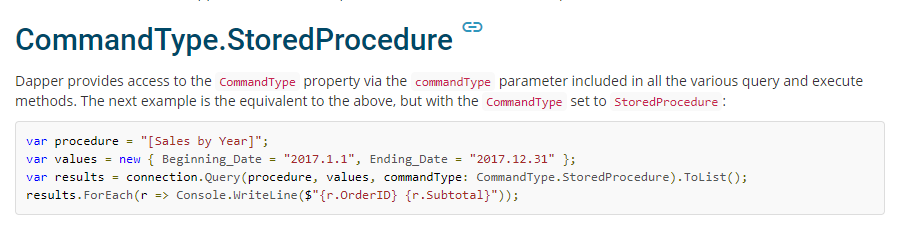 CommandType.StoredProcedure
Dapper provides access to the CommandType property via the commandType parameter included in all the various query and execute
methods. The next example is the equivalent to the above, but with the CommandType set to StoredProcedure :
var procedure = "[Sales by Year]";
var values = new { Beginning_Date = "2017.1.1", Ending_Date = "2017.12.31" };
var results = connection.Query(procedure, values, commandType: CommandType.StoredProcedure).ToList();
results.ForEach(r => Console.WriteLine($"{r.OrderID} {r.Subtotal}"));